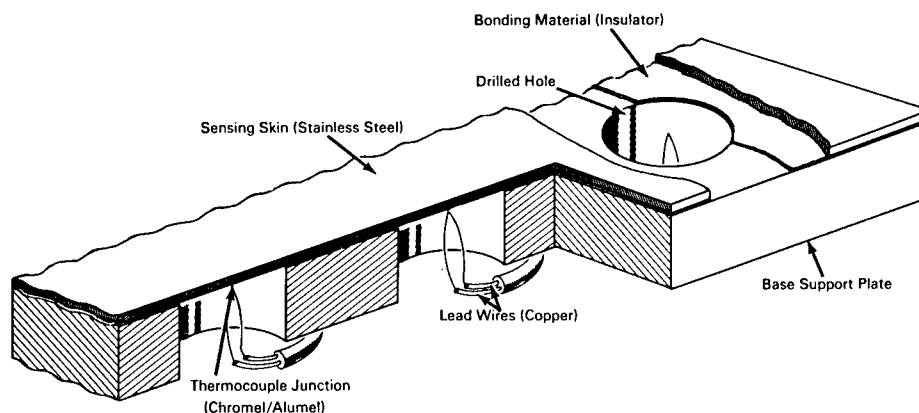 Bonding Material (Insulator)
Drilled Hole
Sensing Skin (Stainless Steel)
Base Support Plate
Lead Wires (Copper)
Thermocouple Junction
(Chromel/Alumel)